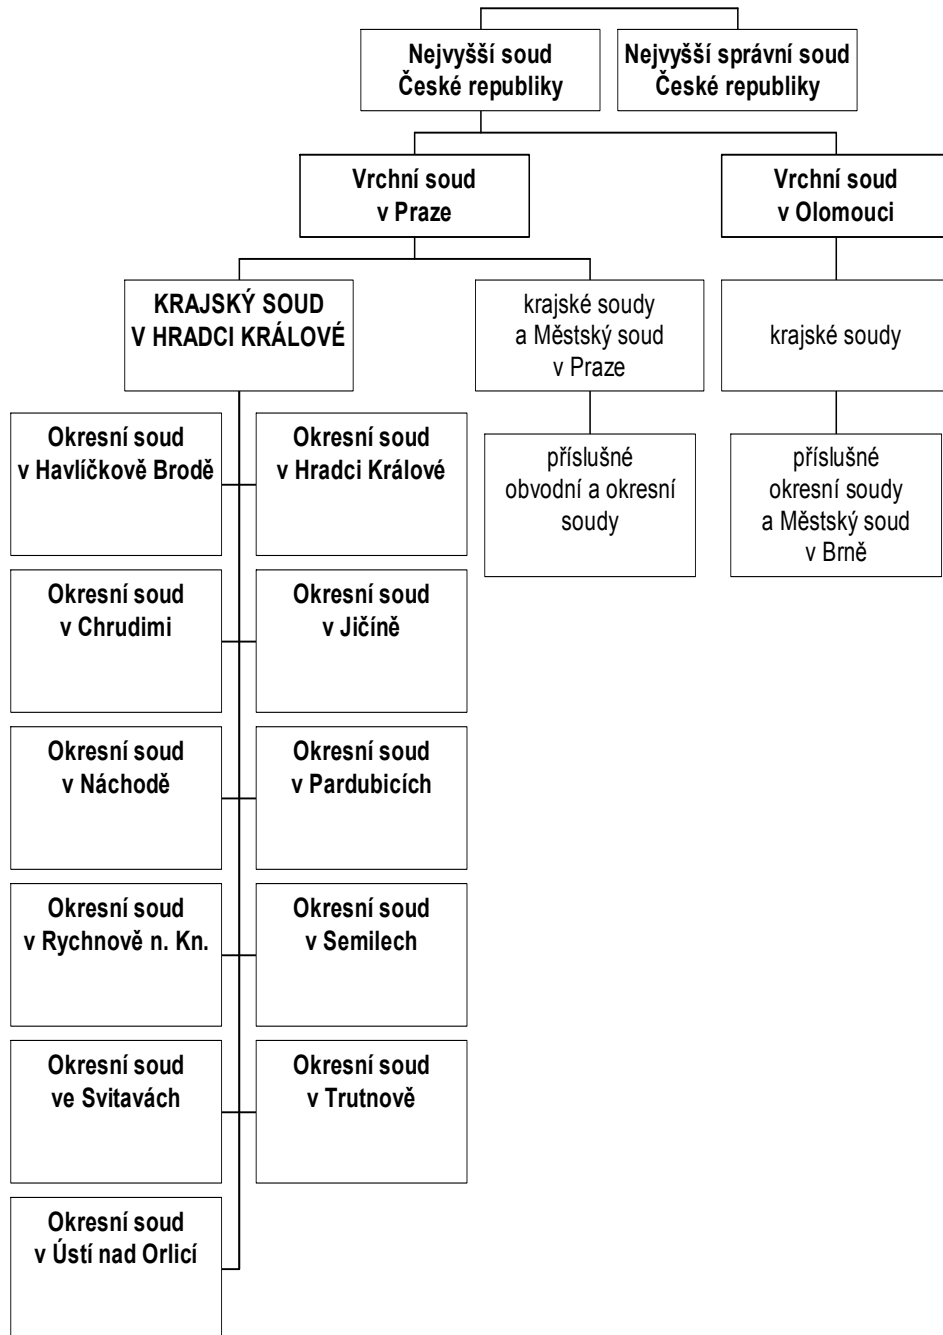 Nejvyšší soud
České republiky
Nejvyšší správní soud
České republiky
Vrchní soud
v Praze
Vrchní soud
v Olomouci
KRAJSKÝ SOUD
V HRADCI KRÁLOVÉ
krajské soudy
a Městský soud
v Praze
krajské soudy
Okresní soud
v Havlíčkově Brodě
Okresní soud
v Hradci Králové
příslušné
obvodní a okresní
soudy
příslušné
okresní soudy
a Městský soud
v Brně
Okresní soud
v Chrudimi
Okresní soud
v Jičíně
Okresní soud
v Náchodě
Okresní soud
v Pardubicích
Okresní soud
v Rychnově n. Kn.
Okresní soud
v Semilech
Okresní soud
ve Svitavách
Okresní soud
v Trutnově
Okresní soud
v Ústí nad Orlicí